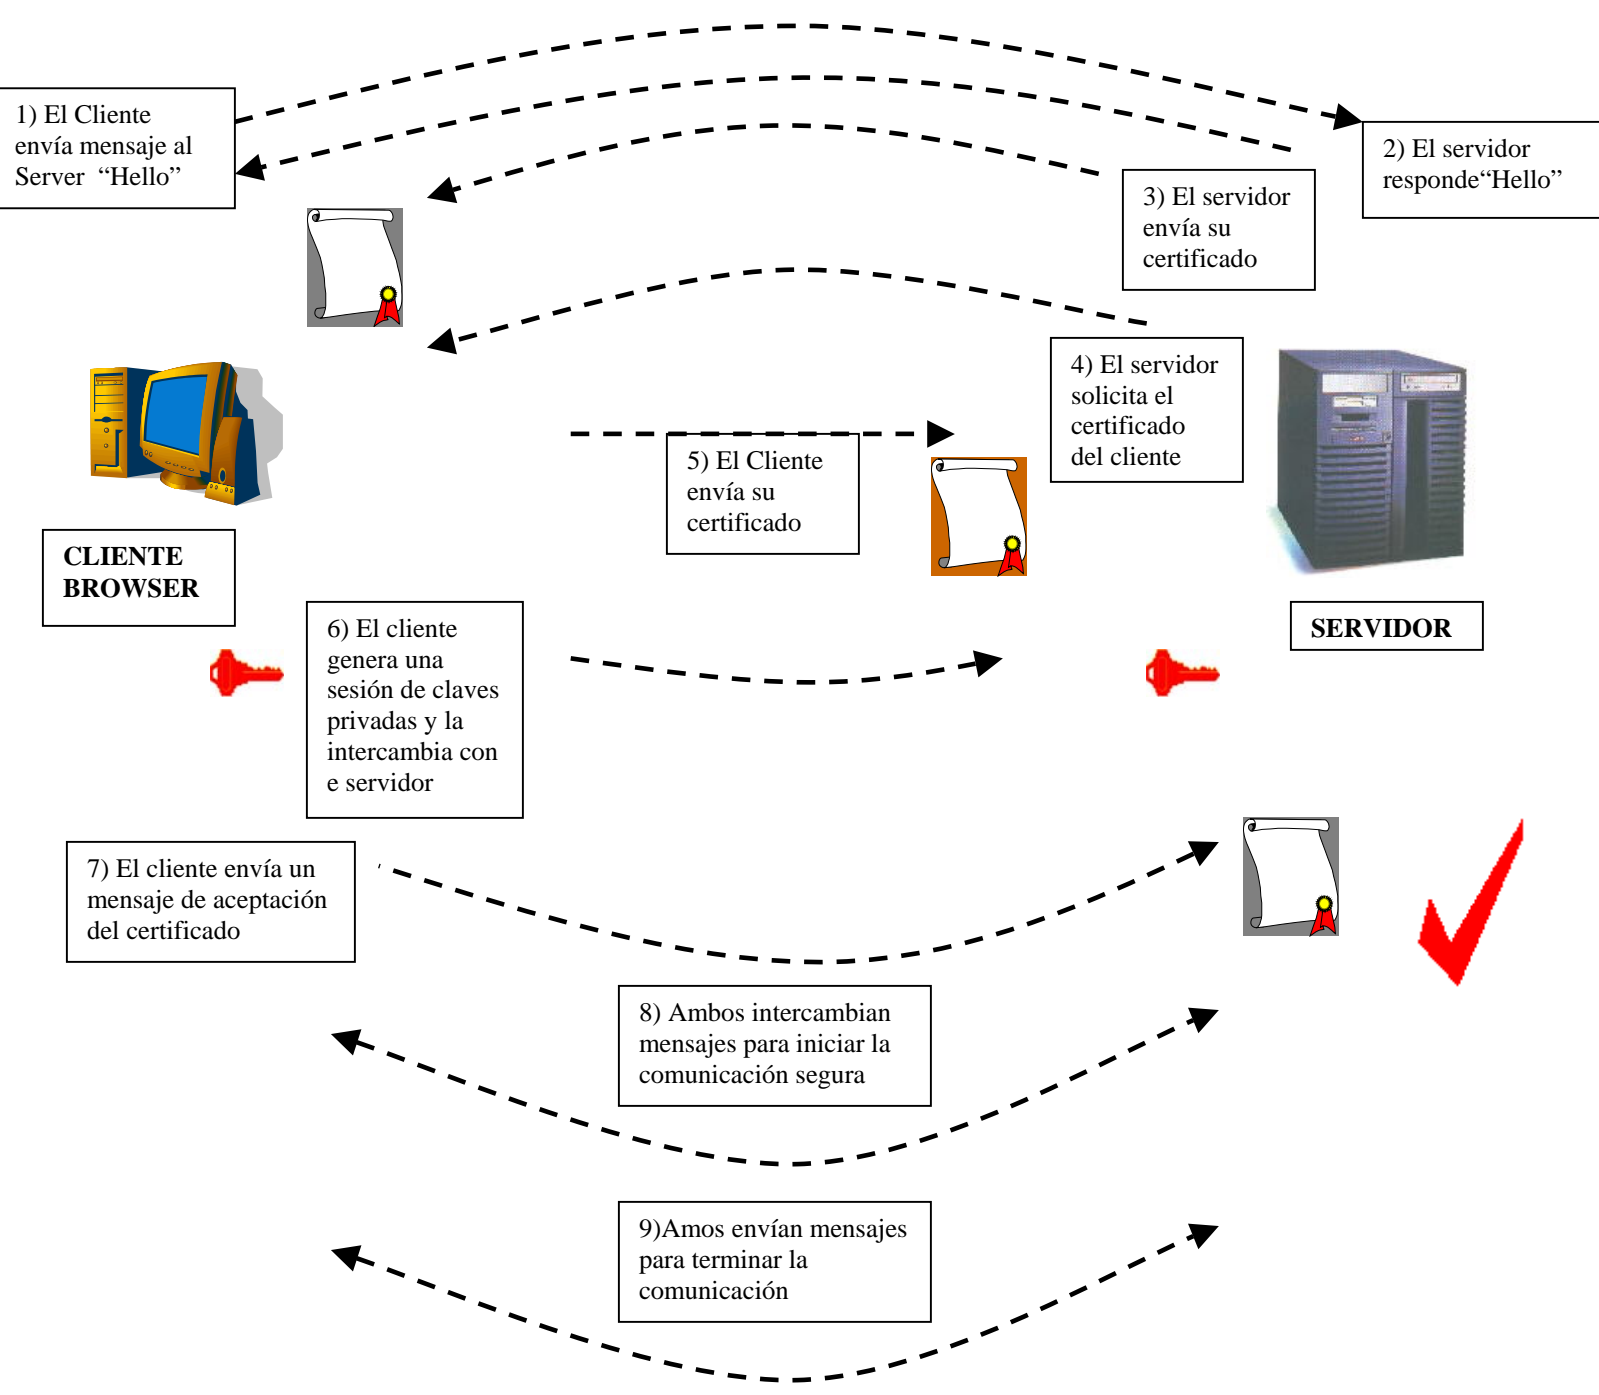 1) El Cliente
envía mensaje al
Server “Hello”
2) El servidor
responde“Hello”
3) El servidor
envía su
certificado
4) El servidor
solicita el
certificado
del cliente
5) El Cliente
envía su
certificado
CLIENTE
BROWSER
SERVIDOR
6) El cliente
genera una
sesión de claves
privadas y la
intercambia con
e servidor
7) El cliente envía un
mensaje de aceptación
del certificado
8) Ambos intercambian
mensajes para iniciar la
comunicación segura
9)Amos envían mensajes
para terminar la
comunicación